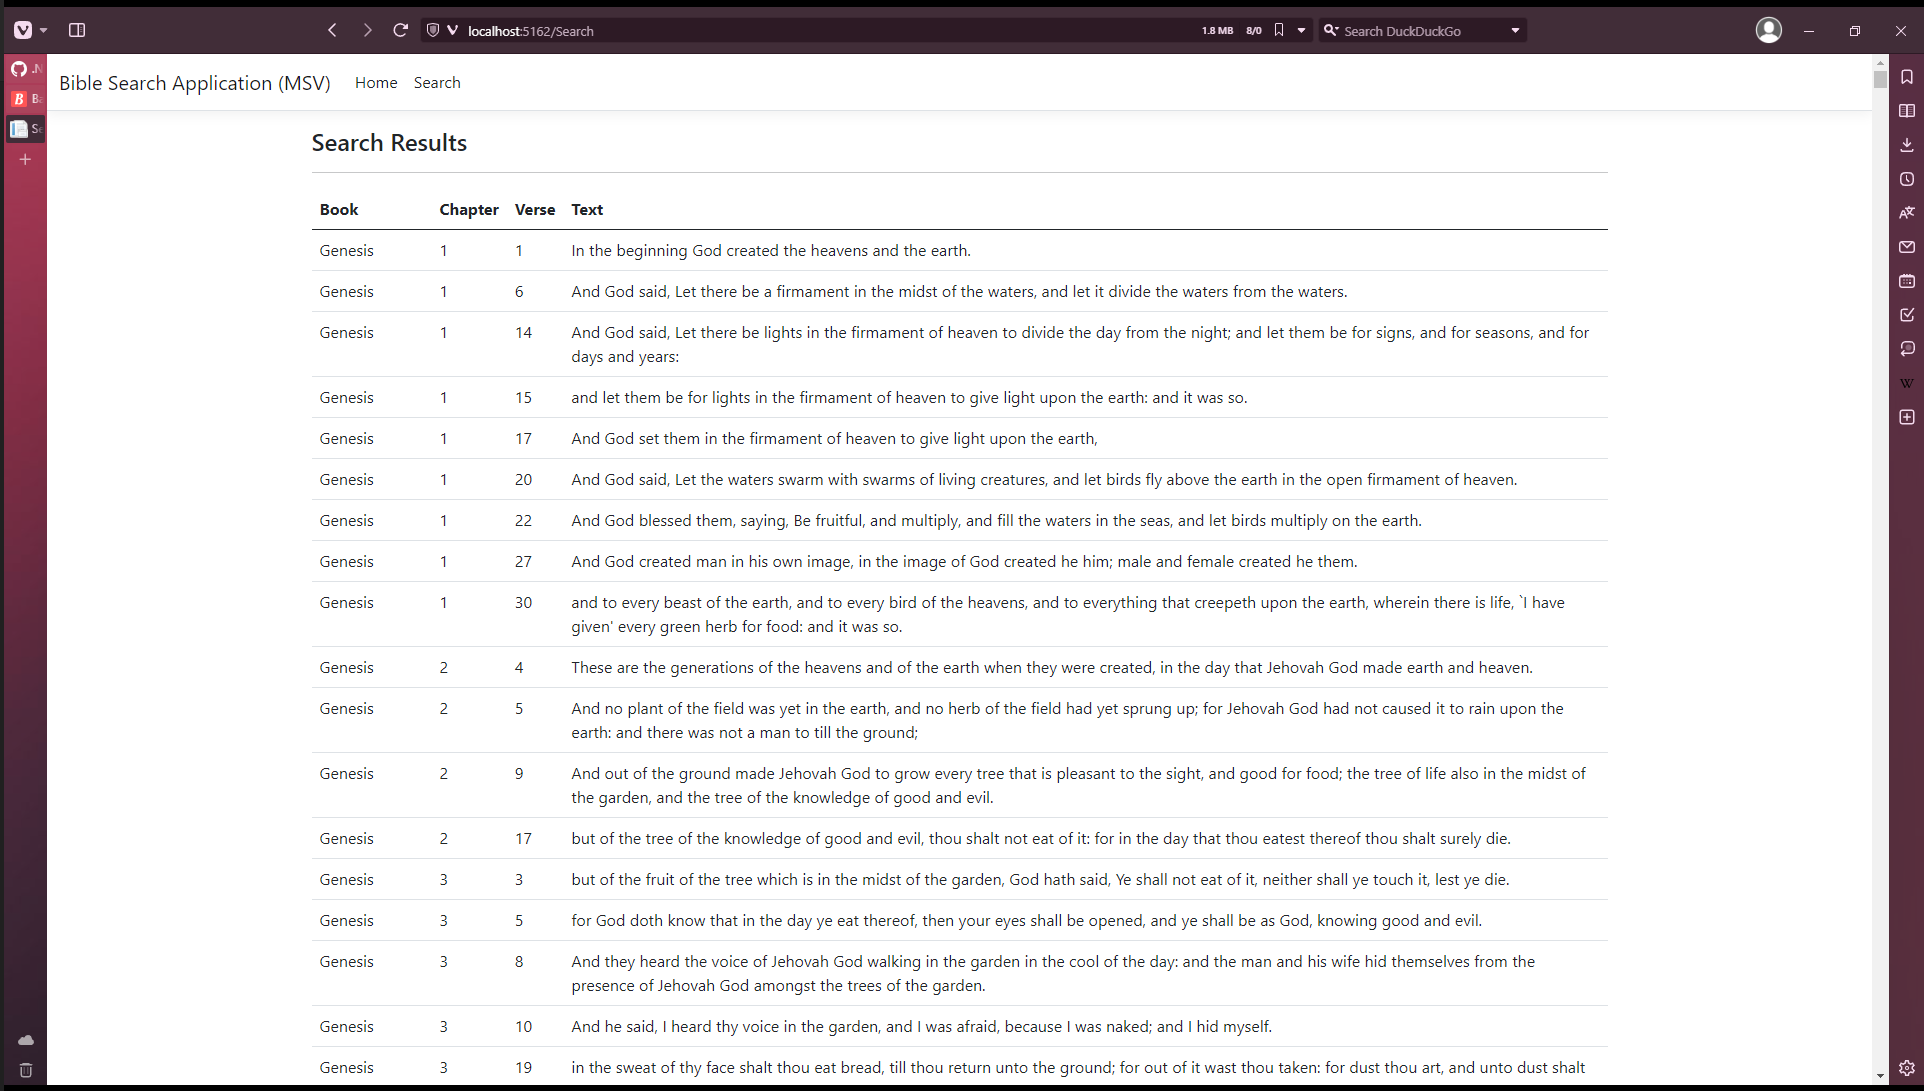 localhost:5162/Search
1.8 MB
8/0
Search DuckDuckGo
.N
B
Ba
Se
Bible Search Application (MSV)
Home
Search
Search Results
Book Chapter Verse Text
Genesis 1 1 In the beginning God created the heavens and the earth.
Genesis 1 6 And God said, Let there be a firmament in the midst of the waters, and let it divide the waters from the waters.
Genesis 1 14 And God said, Let there be lights in the firmament of heaven to divide the day from the night; and let them be for signs, and for seasons, and for
days and years:
Genesis 1 15 and let them be for lights in the firmament of heaven to give light upon the earth: and it was so.
Genesis 1 17 And God set them in the firmament of heaven to give light upon the earth,
Genesis 1 20 And God said, Let the waters swarm with swarms of living creatures, and let birds fly above the earth in the open firmament of heaven.
Genesis 1 22 And God blessed them, saying, Be fruitful, and multiply, and fill the waters in the seas, and let birds multiply on the earth.
Genesis 1 27 And God created man in his own image, in the image of God created he him; male and female created he them.
Genesis 1 30 and to every beast of the earth, and to every bird of the heavens, and to everything that creepeth upon the earth, wherein there is life, `I have
given' every green herb for food: and it was so.
Genesis 2 4 These are the generations of the heavens and of the earth when they were created, in the day that Jehovah God made earth and heaven.
Genesis 2 5 And no plant of the field was yet in the earth, and no herb of the field had yet sprung up; for Jehovah God had not caused it to rain upon the
earth: and there was not a man to till the ground;
Genesis 2 9 And out of the ground made Jehovah God to grow every tree that is pleasant to the sight, and good for food; the tree of life also in the midst of
the garden, and the tree of the knowledge of good and evil.
Genesis 2 17 but of the tree of the knowledge of good and evil, thou shalt not eat of it: for in the day that thou eatest thereof thou shalt surely die.
Genesis 3 3 but of the fruit of the tree which is in the midst of the garden, God hath said, Ye shall not eat of it, neither shall ye touch it, lest ye die.
Genesis 3 5 for God doth know that in the day ye eat thereof, then your eyes shall be opened, and ye shall be as God, knowing good and evil.
Genesis 3 8 And they heard the voice of Jehovah God walking in the garden in the cool of the day: and the man and his wife hid themselves from the
presence of Jehovah God amongst the trees of the garden.
Genesis 3 10 And he said, I heard thy voice in the garden, and I was afraid, because I was naked; and I hid myself.
Genesis 3 19 in the sweat of thy face shalt thou eat bread, till thou return unto the ground; for out of it wast thou taken: for dust thou art, and unto dust shalt